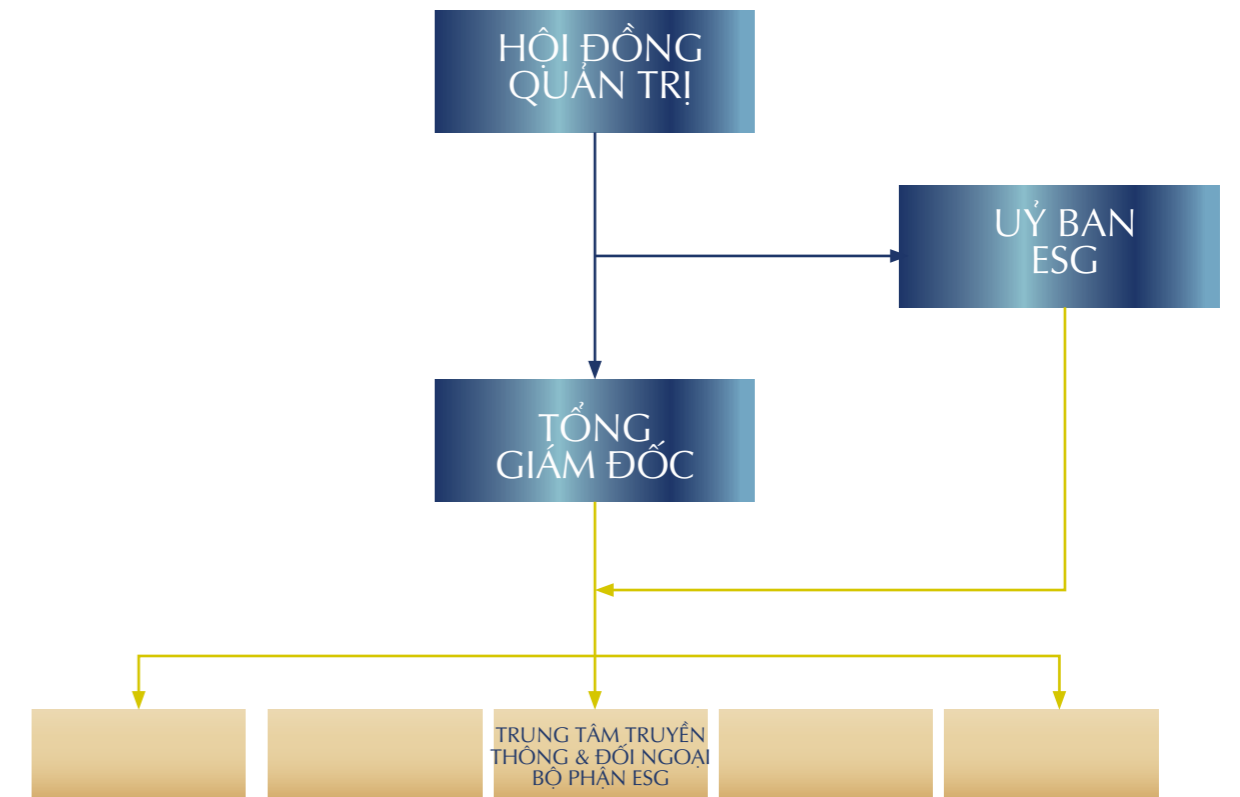 HỘI ĐỒNG
QUẢN TRỊ
UỶ BAN
ESG
TỔNG
GIÁM ĐỐC
TRUNG TÂM TRUYỀN
THÔNG & ĐỐI NGOẠI
BỘ PHẬN ESG